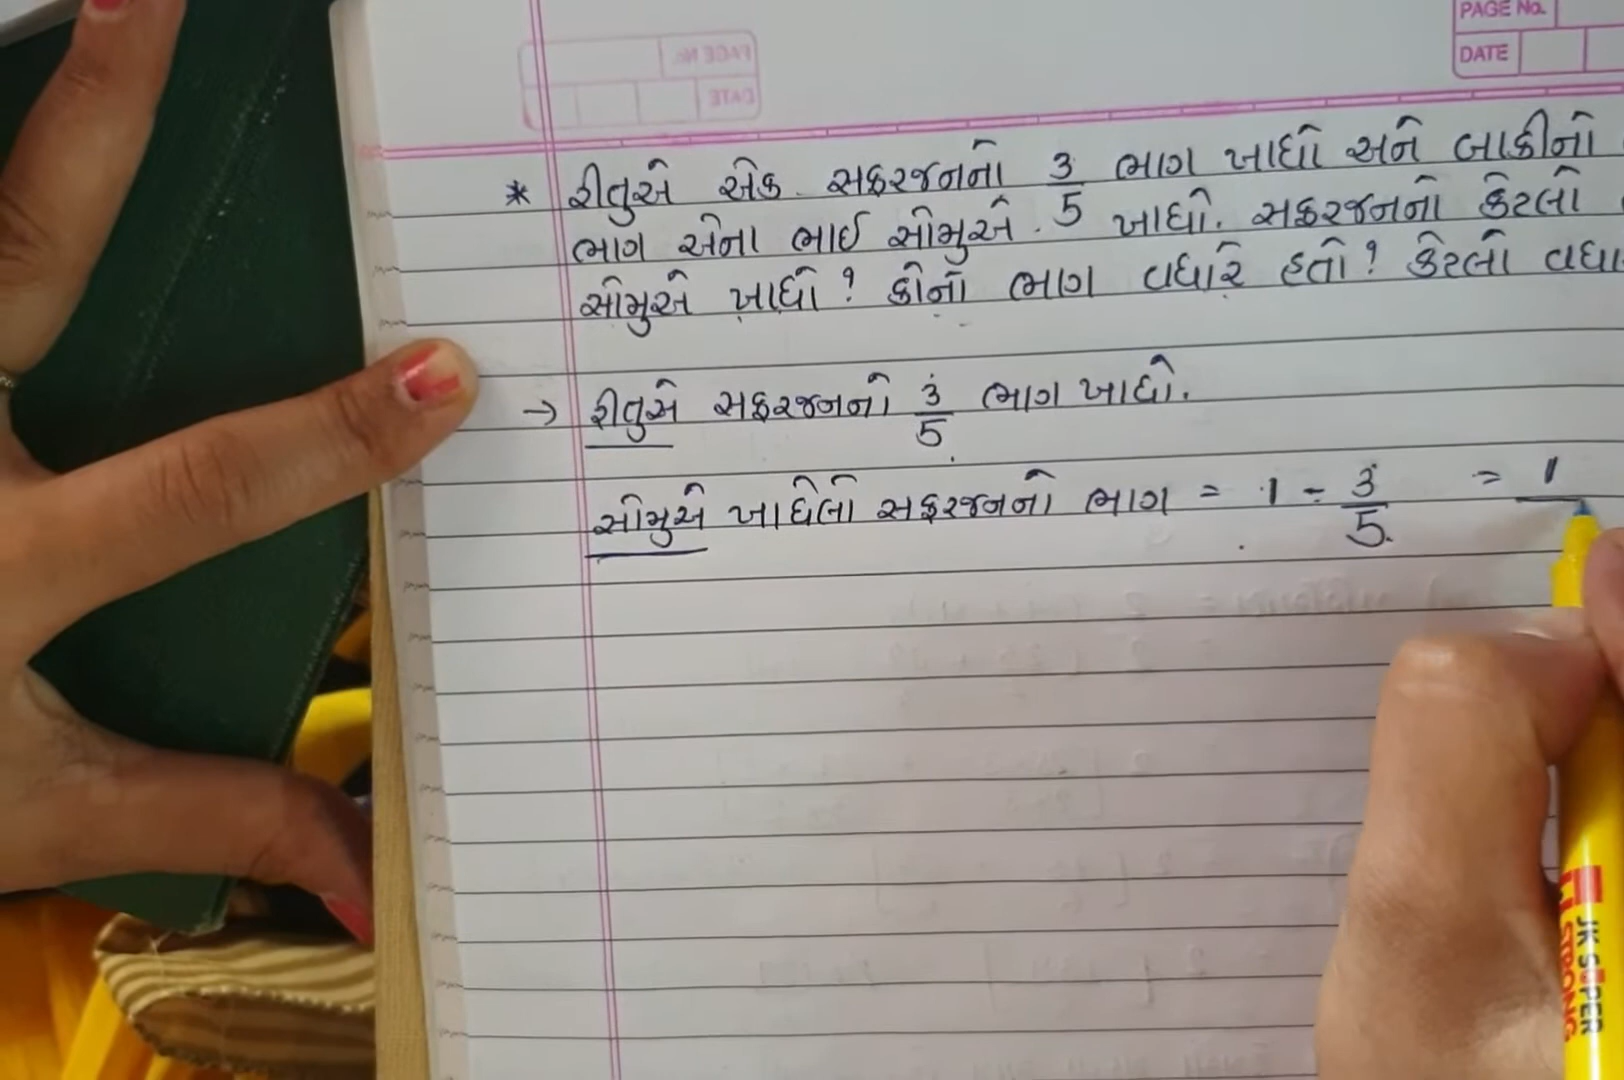 PAGE No.
DATE
* રીતુએ એક સફરજનનો 3/5 ભાગ ખાધો અને બાકીનો
ભાગ એના ભાઈ સોમુએ ખાધો. સફરજનનો કેટલો
સોમુએ ખાધો? કોનો ભાગ વધારે હતો? કેટલો વધા
→ રીતુએ સફરજનનો 3/5 ભાગ ખાધો.
સોમુએ ખાધેલો સફરજનનો ભાગ = 1 - 3/5 = 1
JK SUPER
STRONG